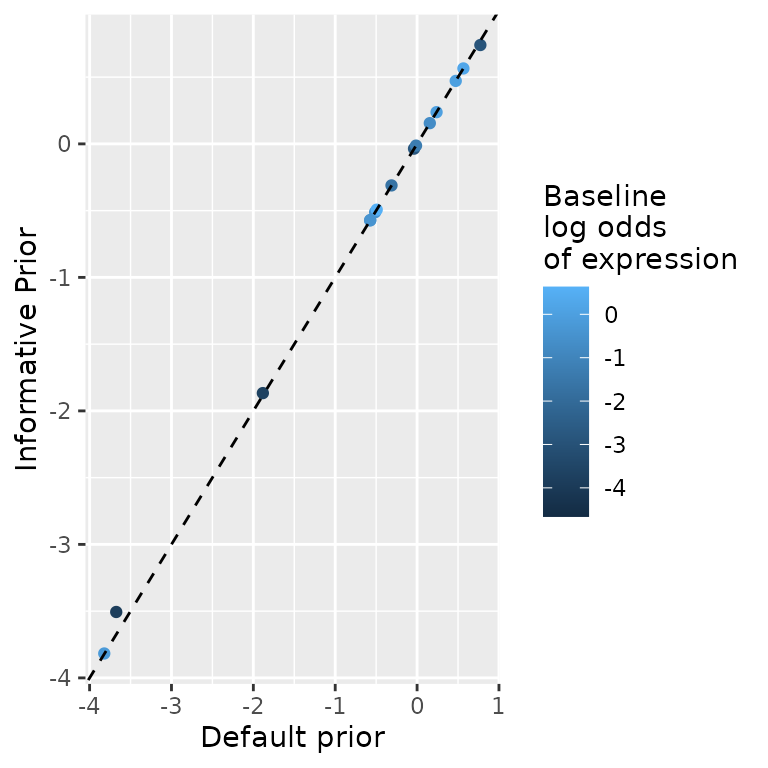 0
-1
-2
-3
-4
-4 -3 -2 -1 0 1
Default prior
Informative Prior
Baseline
log odds
of expression
0
-1
-2
-3
-4